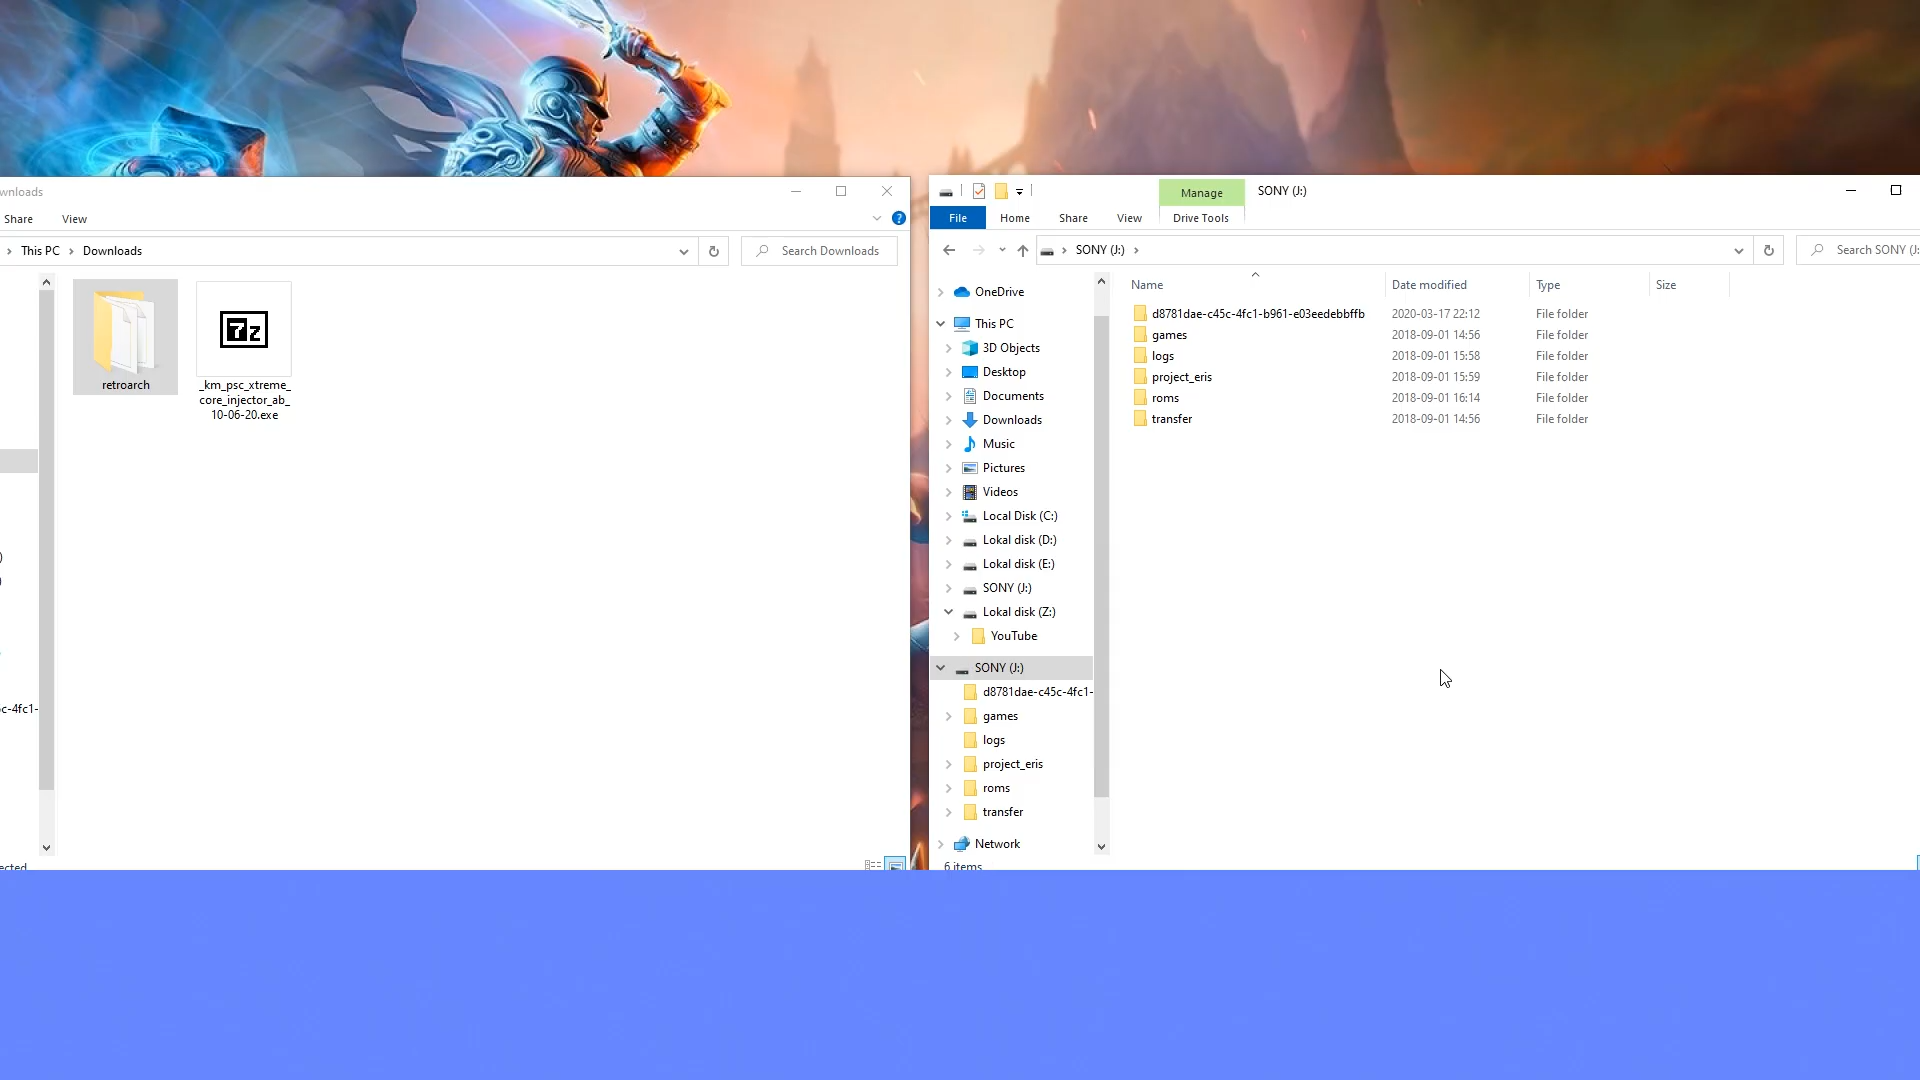 wnloads
Share
View
This PC
Downloads
Search Downloads
retroarch
7z
_km_psc_xtreme_
core_injector_ab_
10-06-20.exe
c-4fc1-
Manage
SONY (J:)
File
Home
Share
View
Drive Tools
SONY (J:)
Search SONY (J:
OneDrive
This PC
3D Objects
Desktop
Documents
Downloads
Music
Pictures
Videos
Local Disk (C:)
Lokal disk (D:)
Lokal disk (E:)
SONY (J:)
Lokal disk (Z:)
YouTube
SONY (J:)
d8781dae-c45c-4fc1-
games
logs
project_eris
roms
transfer
Network
6 items
Name
Date modified
Type
Size
d8781dae-c45c-4fc1-b961-e03eedebbffb 2020-03-17 22:12 File folder
games 2018-09-01 14:56 File folder
logs 2018-09-01 15:58 File folder
project_eris 2018-09-01 15:59 File folder
roms 2018-09-01 16:14 File folder
transfer 2018-09-01 14:56 File folder